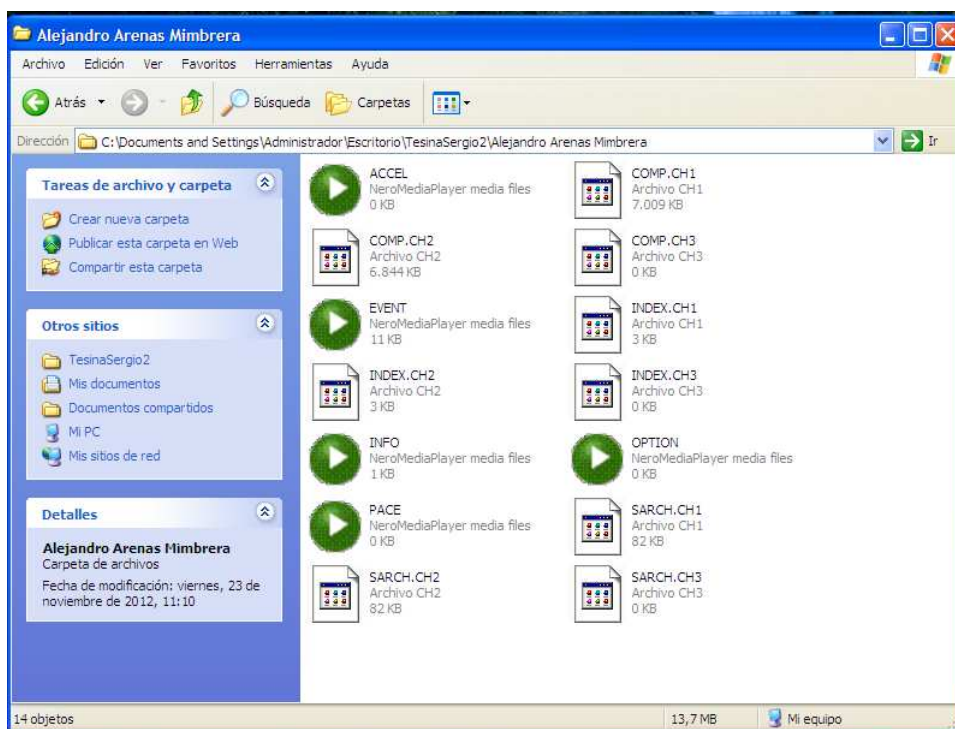 Alejandro Arenas Mimbrera
Archivo Edición Ver Favoritos Herramientas Ayuda
Atrás Búsqueda Carpetas
Dirección C:\Documents and Settings\Administrador\Escritorio\TesinaSergio2\Alejandro Arenas Mimbrera Ir
Tareas de archivo y carpeta
Crear nueva carpeta
Publicar esta carpeta en Web
Compartir esta carpeta
Otros sitios
TesinaSergio2
Mis documentos
Documentos compartidos
Mi PC
Mis sitios de red
Detalles
Alejandro Arenas Mimbrera
Carpeta de archivos
Fecha de modificación: viernes, 23 de
noviembre de 2012, 11:10
ACCEL
NeroMediaPlayer media files
0 KB
COMP.CH1
Archivo CH1
7.009 KB
COMP.CH2
Archivo CH2
6.844 KB
COMP.CH3
Archivo CH3
0 KB
EVENT
NeroMediaPlayer media files
11 KB
INDEX.CH1
Archivo CH1
3 KB
INDEX.CH2
Archivo CH2
3 KB
INDEX.CH3
Archivo CH3
0 KB
INFO
NeroMediaPlayer media files
1 KB
OPTION
NeroMediaPlayer media files
0 KB
PACE
NeroMediaPlayer media files
0 KB
SARCH.CH1
Archivo CH1
82 KB
SARCH.CH2
Archivo CH2
82 KB
SARCH.CH3
Archivo CH3
0 KB
14 objetos 13,7 MB Mi equipo